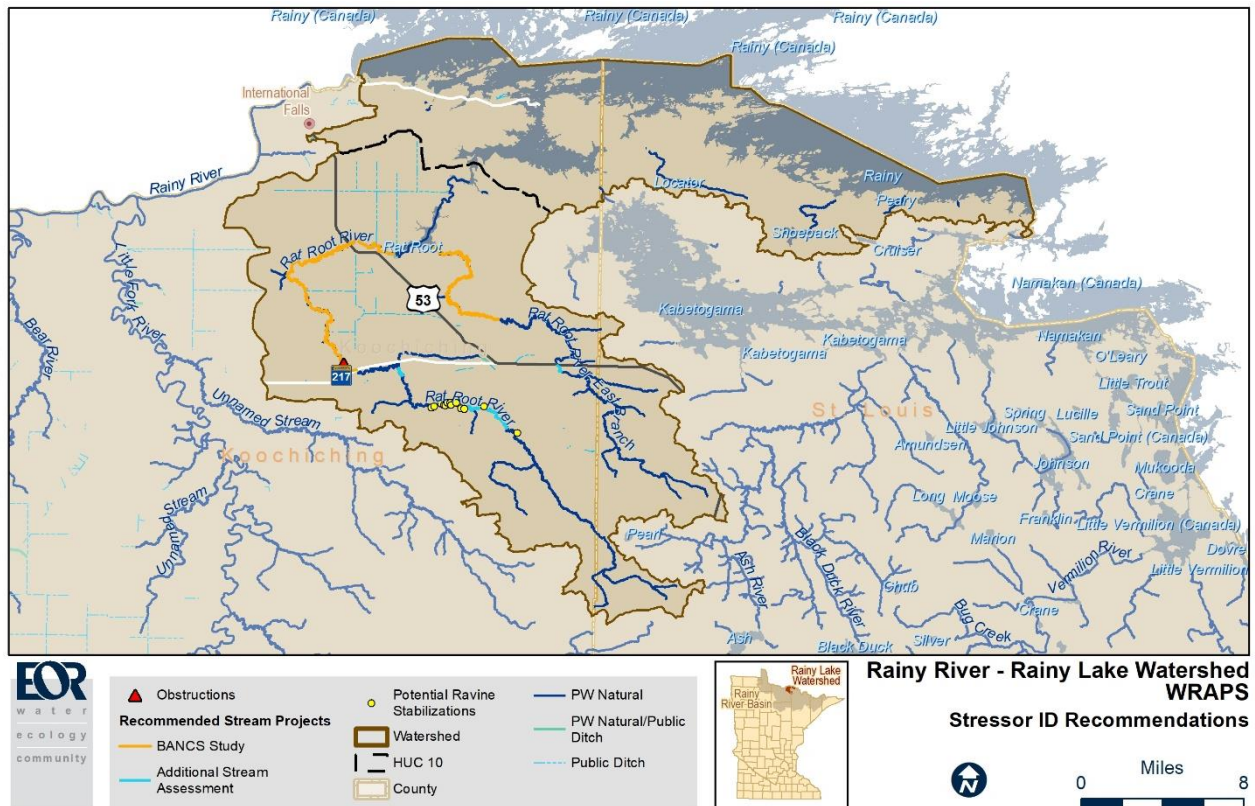 Rainy (Canada)
Rainy (Canada)
Rainy (Canada)
Rainy (Canada)
International
Falls
Rainy River
Locator
Rainy
Peary
Shoepack
Cruiser
Little Fork River
Rat Root River
Rat Root
Namakan (Canada)
53
Bear River
Kabetogama
Rat Root River East Branch
Kabetogama
Kabetogama
Namakan
O'Leary
Koochiching
Little Trout
217
Rat Root River
St. Louis
Spring
Lucille
Sand Point
Unnamed Stream
Little Johnson
Sand Point (Canada)
Amundsen
Johnson
Mukooda
Koochiching
Crane
Long Moose
Unnamed Stream
Franklin
Little Vermilion (Canada)
Pearl
Marion
Dovre
Ash River
Black Duck River
Vermilion River
Little Vermilion
Chub
Crane
Bug Creek
Ash
Black Duck
Silver
EOR
water
ecology
community
Obstructions
Recommended Stream Projects
BANCS Study
Additional Stream
Assessment
Potential Ravine
Stabilizations
Watershed
HUC 10
County
PW Natural
PW Natural/Public
Ditch
Public Ditch
Rainy Lake
Watershed
Rainy
River Basin
Rainy River - Rainy Lake Watershed
WRAPS
Stressor ID Recommendations
N
Miles
0 4 8